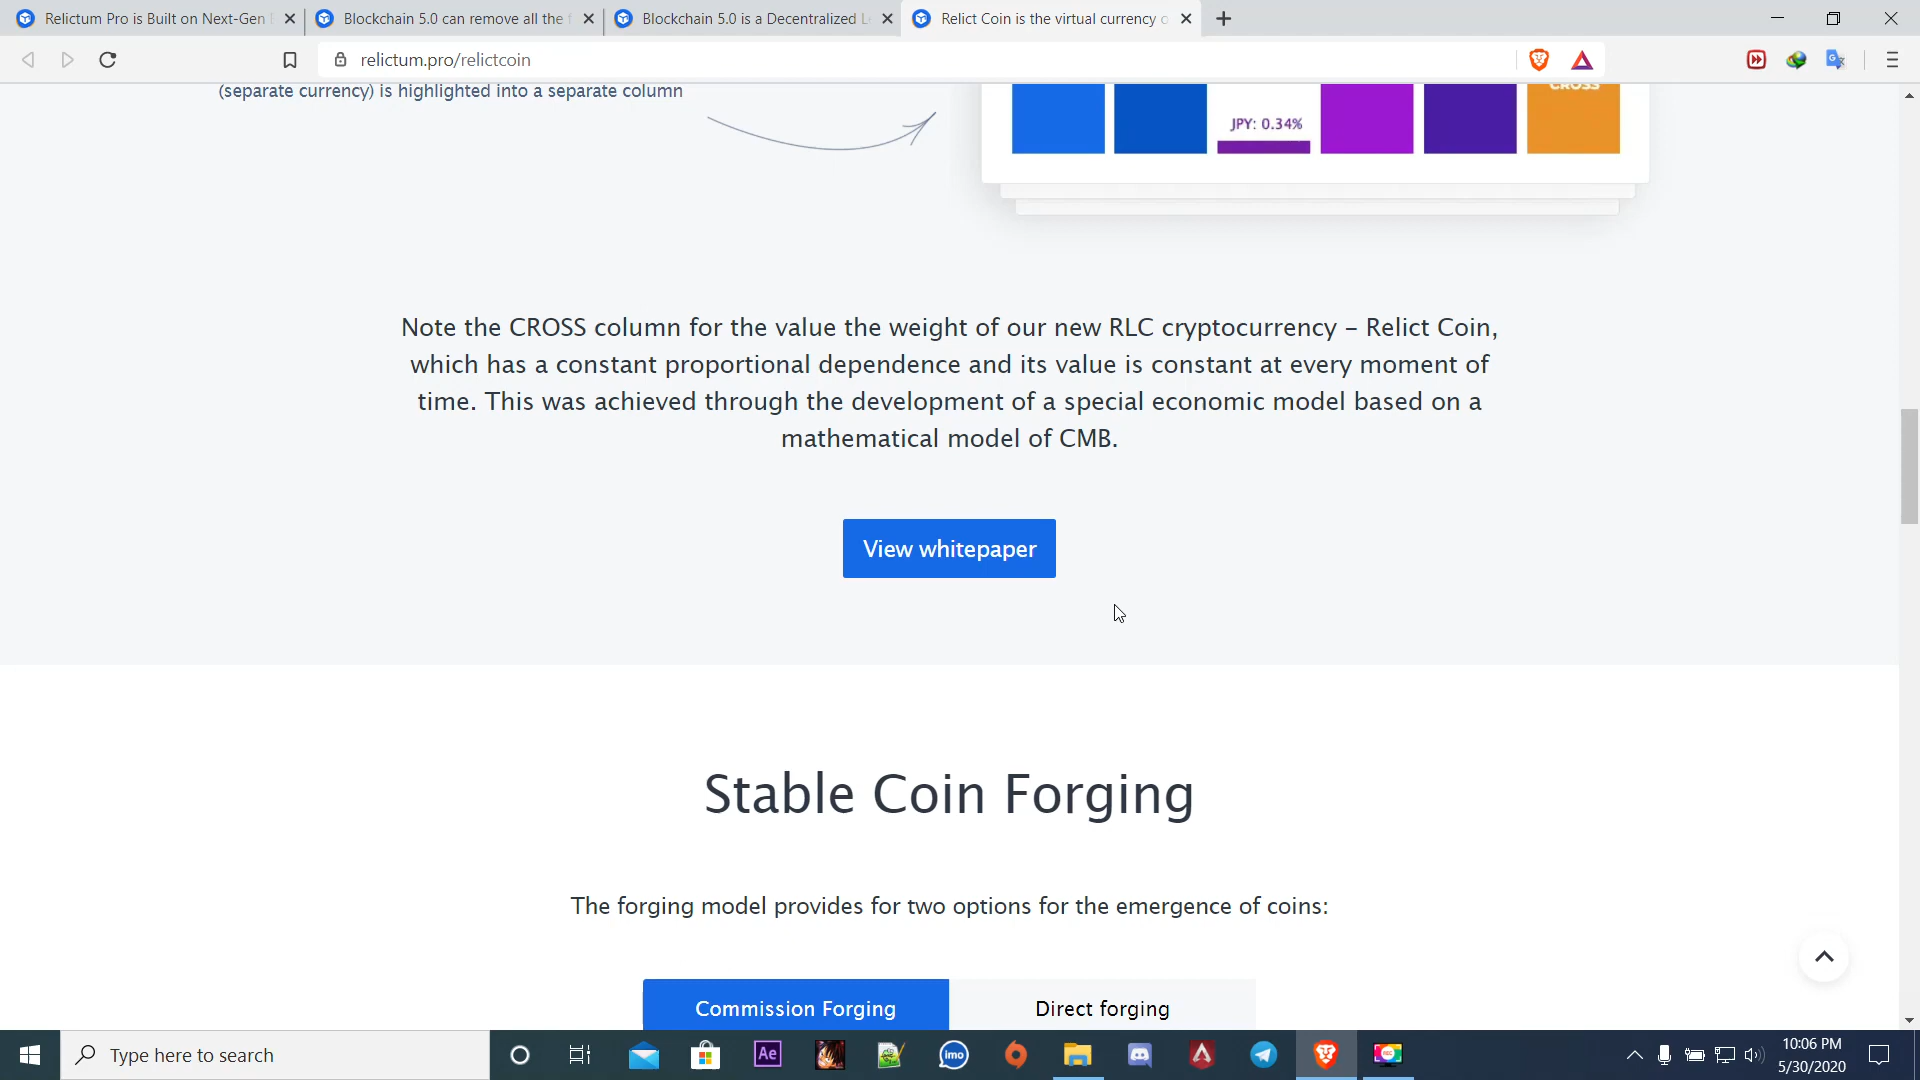 Relictum Pro is Built on Next-Gen
Blockchain 5.0 can remove all the
Blockchain 5.0 is a Decentralized
Relict Coin is the virtual currency
relictum.pro/relictcoin
(separate currency) is highlighted into a separate column
CROSS
JPY: 0.34%
Note the CROSS column for the value the weight of our new RLC cryptocurrency – Relict Coin,
which has a constant proportional dependence and its value is constant at every moment of
time. This was achieved through the development of a special economic model based on a
mathematical model of CMB.
View whitepaper
Stable Coin Forging
The forging model provides for two options for the emergence of coins:
Commission Forging
Direct forging
Type here to search
Ae
imo
10:06 PM
5/30/2020